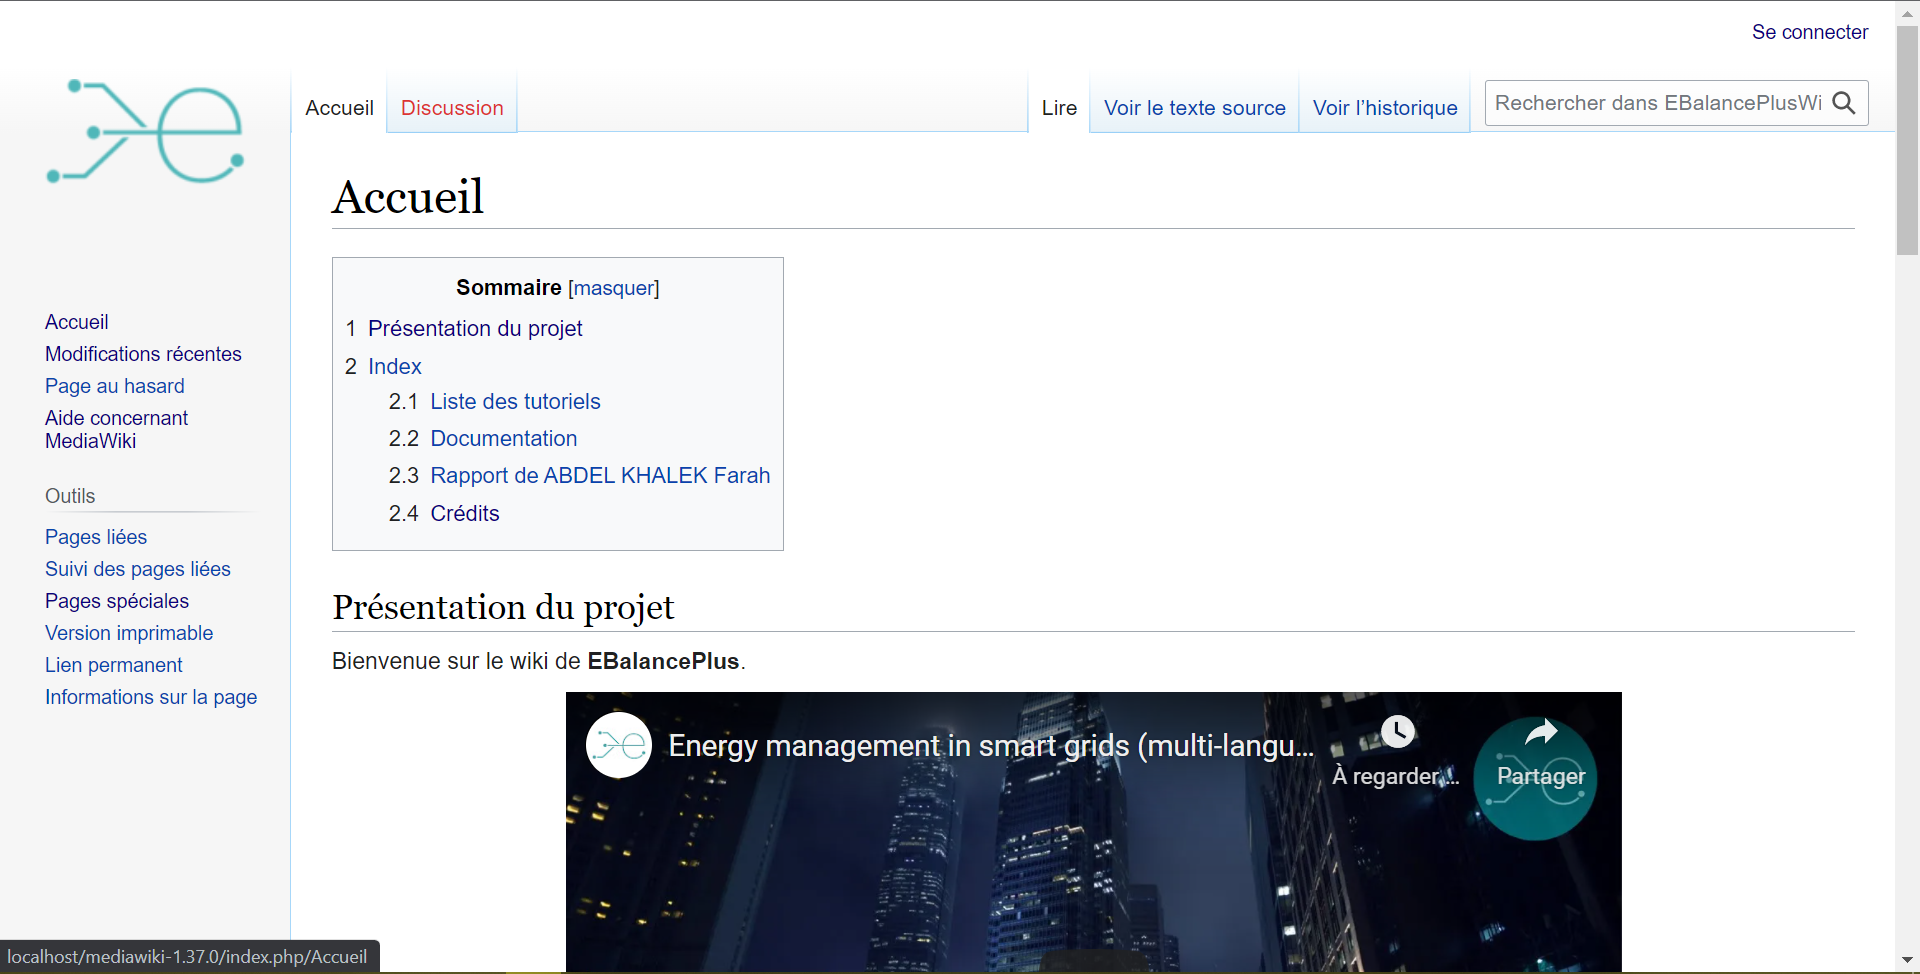 Se connecter
Accueil
Discussion
Lire
Voir le texte source
Voir l’historique
Rechercher dans EBalancePlusWi
Accueil
Sommaire [masquer]
1 Présentation du projet
2 Index
2.1 Liste des tutoriels
2.2 Documentation
2.3 Rapport de ABDEL KHALEK Farah
2.4 Crédits
Présentation du projet
Bienvenue sur le wiki de EBalancePlus.
Energy management in smart grids (multi-langu...
À regarder ...
Partager
Accueil
Modifications récentes
Page au hasard
Aide concernant
MediaWiki
Outils
Pages liées
Suivi des pages liées
Pages spéciales
Version imprimable
Lien permanent
Informations sur la page
localhost/mediawiki-1.37.0/index.php/Accueil